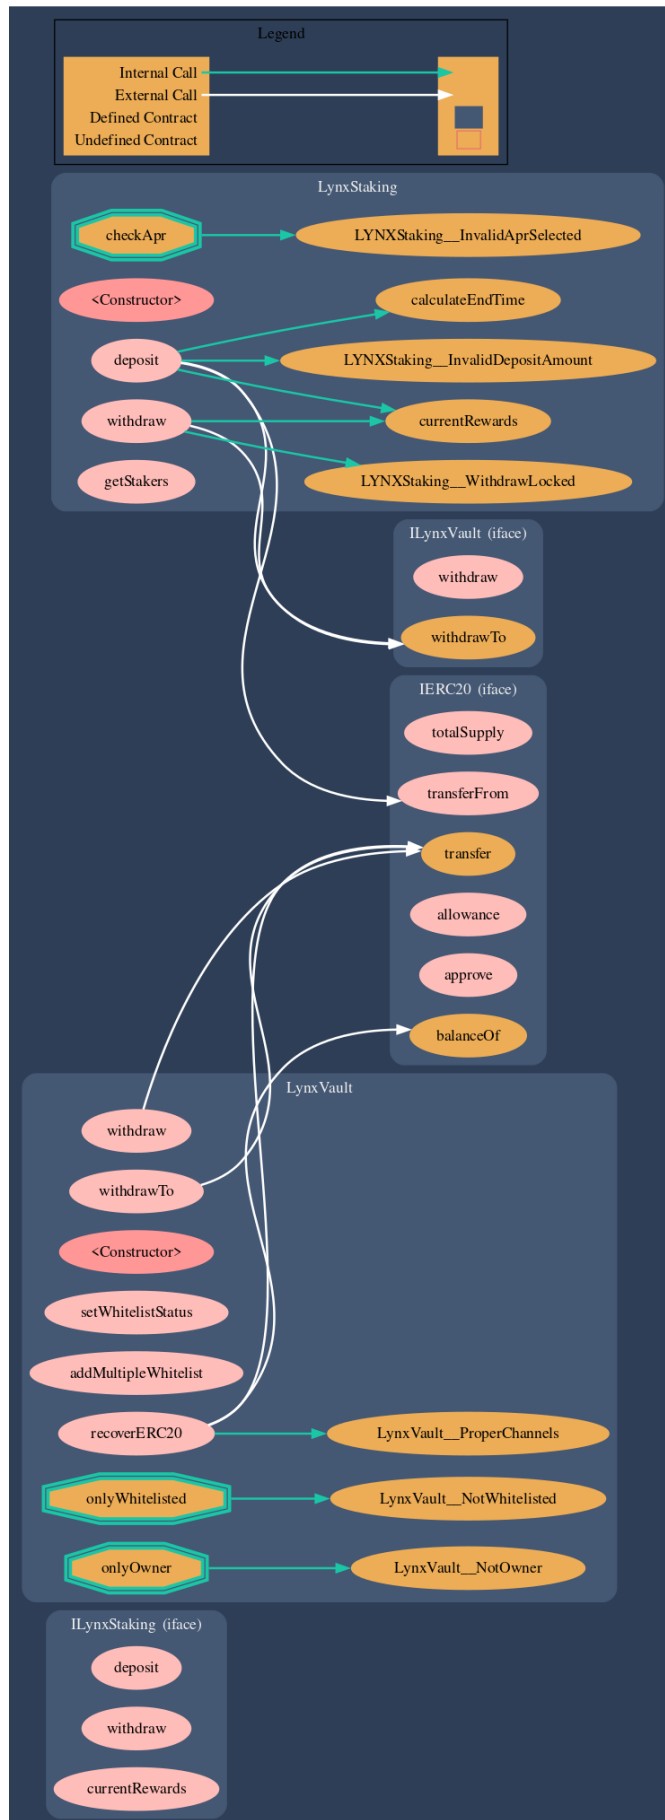 Legend
Internal Call
External Call
Defined Contract
Undefined Contract
LynxStaking
checkApr
LYNXStaking__InvalidAprSelected
<Constructor>
calculateEndTime
deposit
LYNXStaking__InvalidDepositAmount
withdraw
currentRewards
getStakers
LYNXStaking__WithdrawLocked
ILynxVault (iface)
withdraw
withdrawTo
IERC20 (iface)
totalSupply
transferFrom
transfer
allowance
approve
balanceOf
LynxVault
withdraw
withdrawTo
<Constructor>
setWhitelistStatus
addMultipleWhitelist
recoverERC20
LynxVault__ProperChannels
onlyWhitelisted
LynxVault__NotWhitelisted
onlyOwner
LynxVault__NotOwner
ILynxStaking (iface)
deposit
withdraw
currentRewards